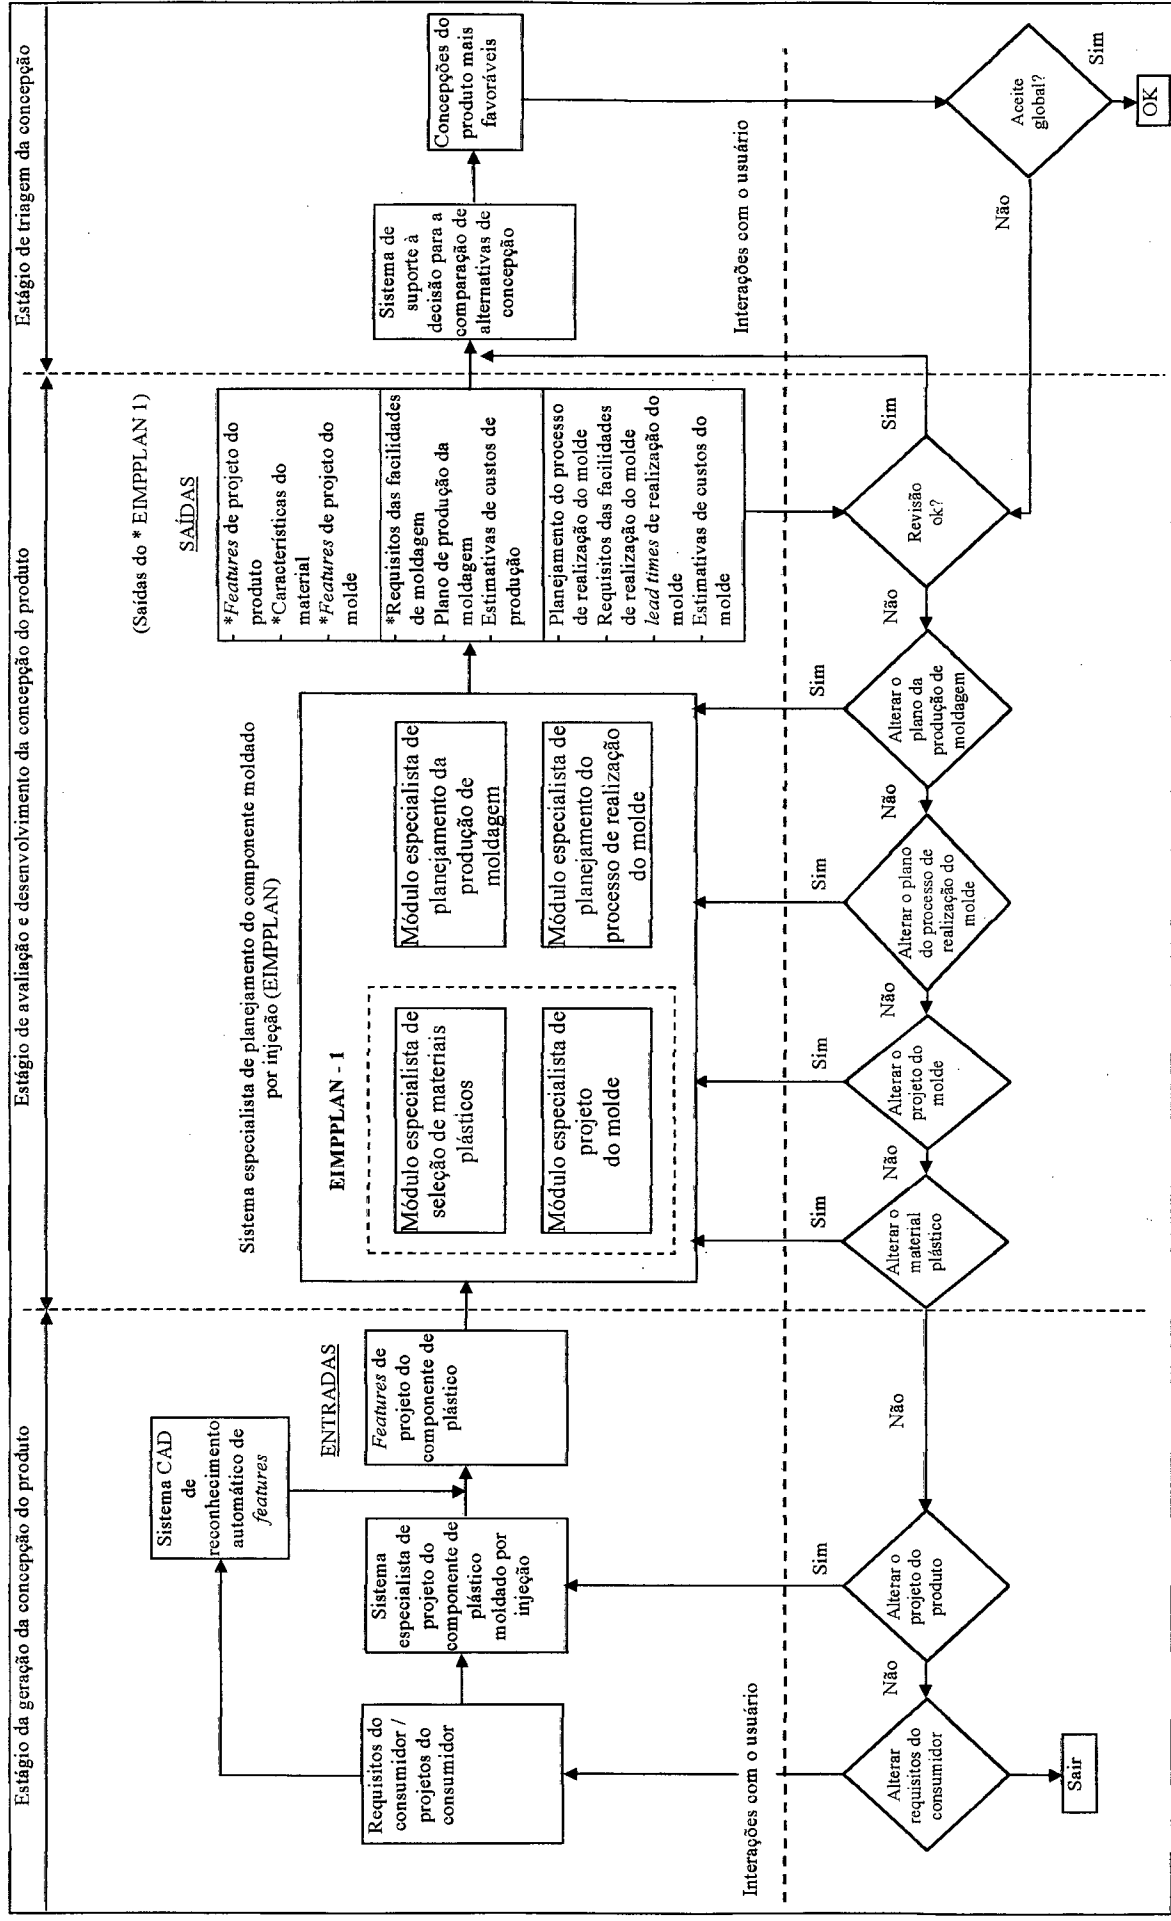 Estágio da geração da concepção do produto
Estágio de avaliação e desenvolvimento da concepção do produto
Estágio de triagem da concepção
Sistema CAD
de
reconhecimento
automático de
features
Requisitos do
consumidor /
projetos do
consumidor
Sistema
especialista de
projeto do
componente de
plástico
moldado por
injeção
ENTRADAS
Features de
projeto do
componente de
plástico
Sistema especialista de planejamento do componente moldado
por injeção (EIMPPLAN)
EIMPPLAN - 1
Módulo especialista de
seleção de materiais
plásticos
Módulo especialista de
projeto
do molde
Módulo especialista de
planejamento da
produção de
moldagem
Módulo especialista de
planejamento do
processo de realização
do molde
(Saídas do * EIMPPLAN 1)
SAÍDAS
*Features de projeto do
produto
*Características do
material
*Features de projeto do
molde
*Requisitos das facilidades
de moldagem
Plano de produção da
moldagem
Estimativas de custos de
produção
Planejamento do processo
de realização do molde
Requisitos das facilidades
de realização do molde
lead times de realização do
molde
Estimativas de custos do
molde
Sistema de
suporte à
decisão para a
comparação de
alternativas de
concepção
Concepções do
produto mais
favoráveis
Interações com o usuário
Interações com o usuário
Alterar
requisitos do
consumidor
Sair
Não
Alterar o
projeto do
produto
Sim
Não
Alterar o
material
plástico
Sim
Não
Alterar o
projeto do
molde
Sim
Não
Alterar o plano
do processo de
realização do
molde
Sim
Não
Alterar o
plano da
produção de
moldagem
Sim
Não
Revisão
ok?
Sim
Não
Aceite
global?
Sim
OK